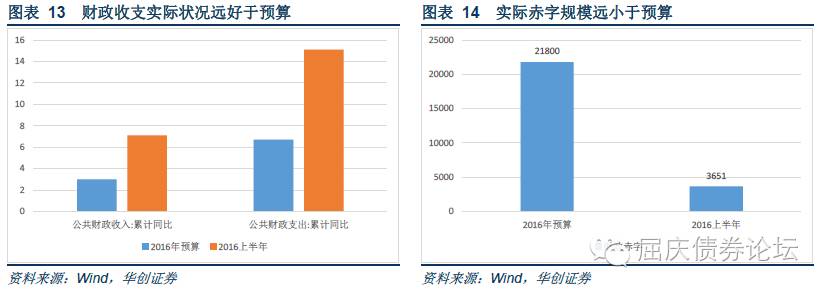 图表 13 财政收支实际状况远好于预算
16
14
12
10
8
6
4
2
0
公共财政收入:累计同比
公共财政支出:累计同比
2016年预算
2016上半年
资料来源：Wind，华创证券
图表 14 实际赤字规模远小于预算
25000
20000
15000
10000
5000
0
21800
3651
2016年预算
2016上半年
赤字
屈庆债券论坛
资料来源：Wind，华创证券